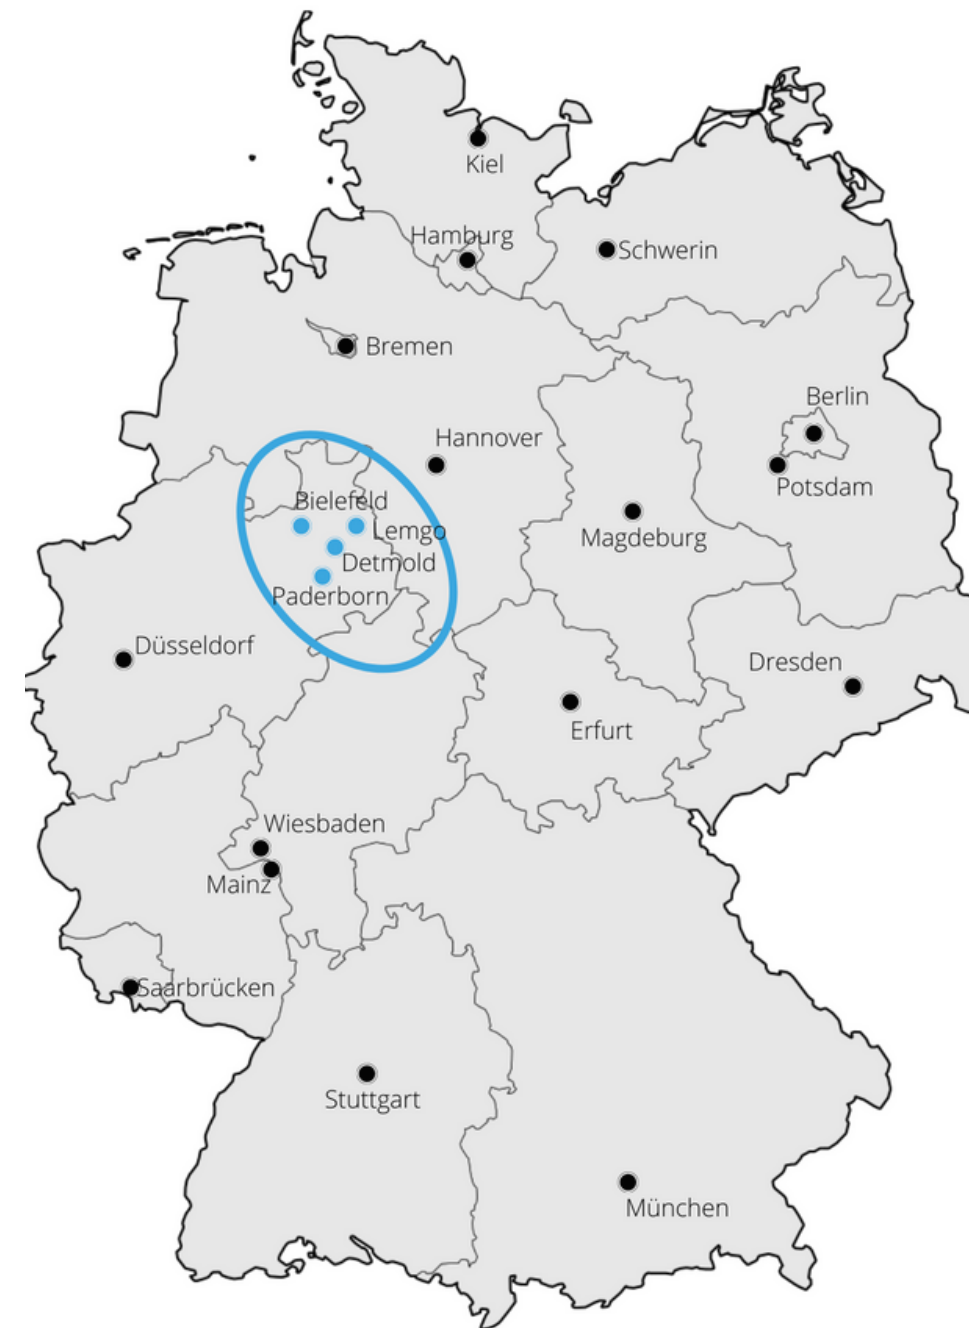 Kiel
Hamburg
Schwerin
Bremen
Berlin
Hannover
Potsdam
Bielefeld
Lemgo
Magdeburg
Detmold
Paderborn
Düsseldorf
Dresden
Erfurt
Wiesbaden
Mainz
Saarbrücken
Stuttgart
München